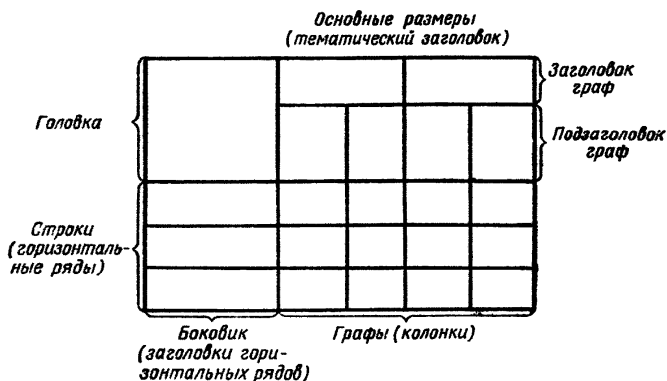 Основные размеры
(тематический заголовок)
Заголовок
граф
Головка
Подзаголовок
граф
Строки
(горизонталь-
ные ряды)
Боковик
(заголовки гори-
зонтальных рядов)
Графы (колонки)